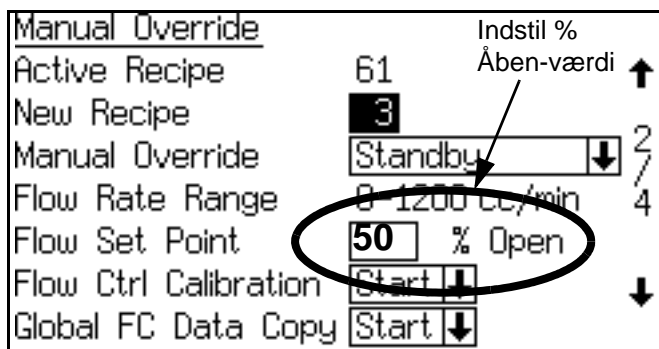 Manual Override
Indstil %
Åben-værdi
Active Recipe 61
New Recipe 3
Manual Override Standby
2/4
Flow Rate Range 0-1200 cc/min
Flow Set Point 50 % Open
Flow Ctrl Calibration Start
Global FC Data Copy Start